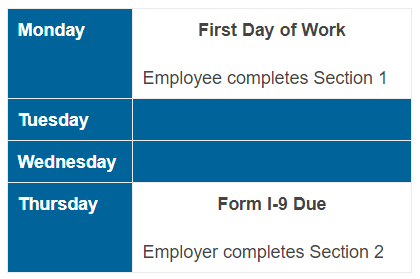 Monday
First Day of Work
Employee completes Section 1
Tuesday
Wednesday
Thursday
Form I-9 Due
Employer completes Section 2